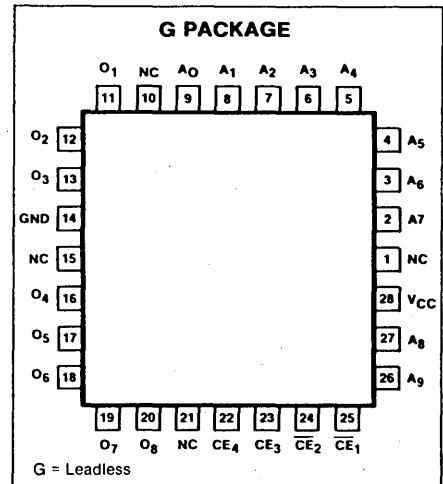 G PACKAGE
O1 NC A0 A1 A2 A3 A4
11 10 9 8 7 6 5
O2 12
4 A5
O3 13
3 A6
GND 14
2 A7
NC 15
1 NC
O4 16
28 VCC
O5 17
27 A8
O6 18
26 A9
19 20 21 22 23 24 25
O7 O8 NC CE4 CE3 C̅E̅2 C̅E̅1
G = Leadless